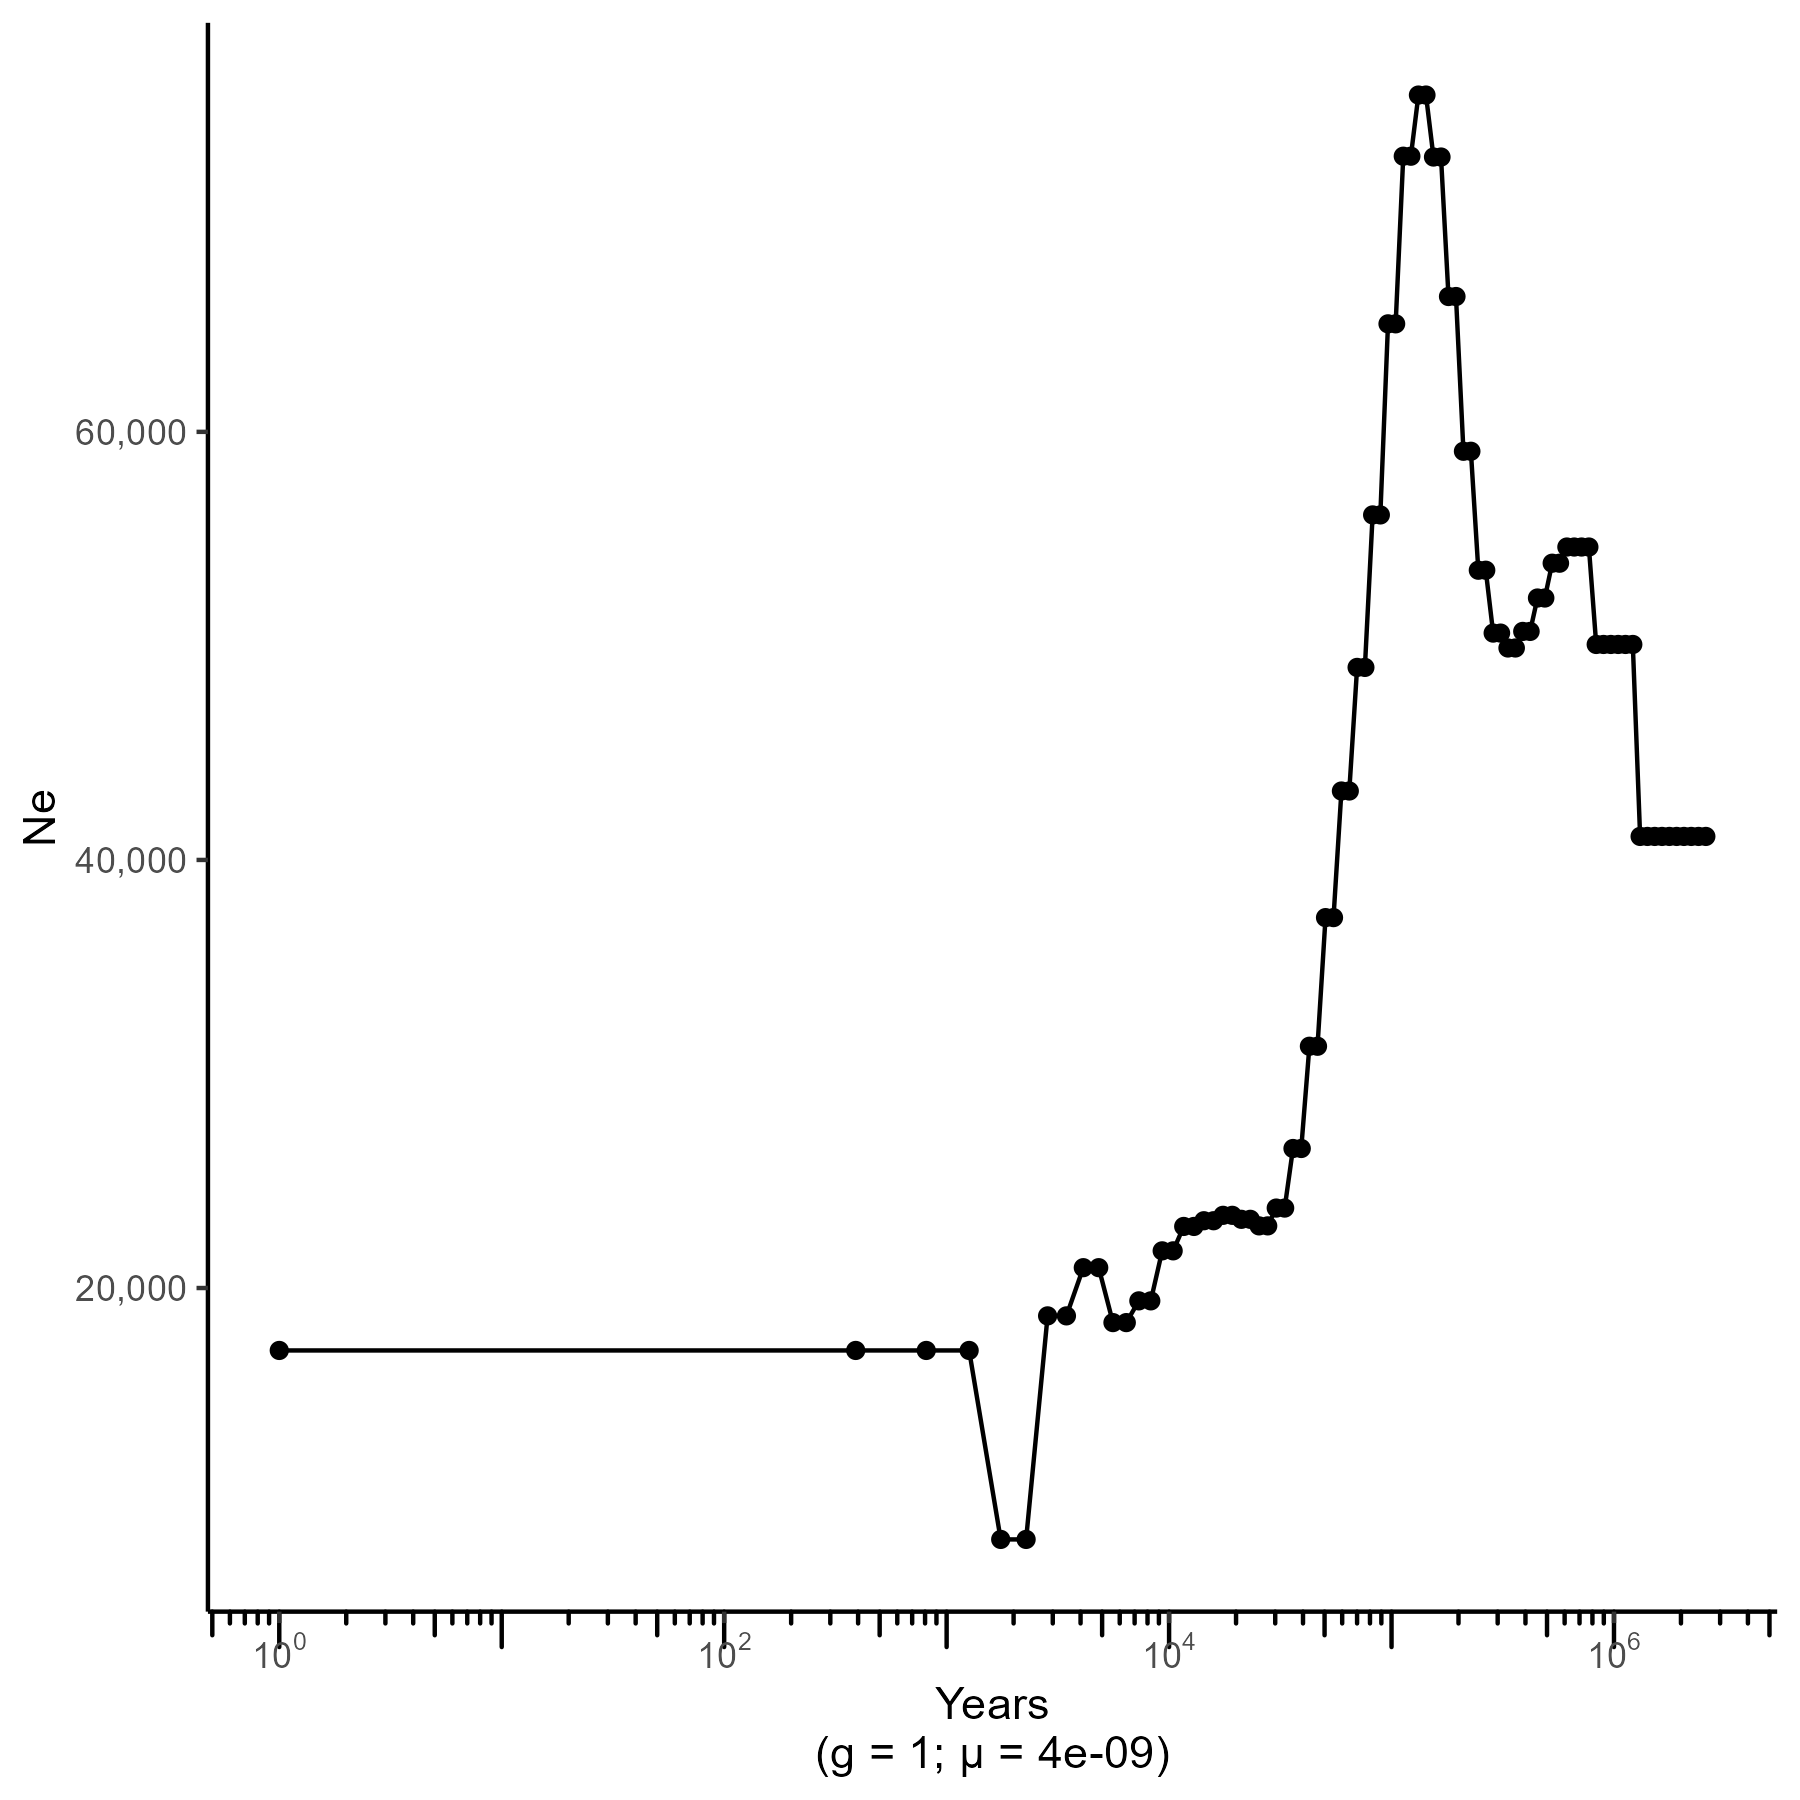 60,000
40,000
20,000
Ne
10⁰ 10² 10⁴ 10⁶
Years
(g = 1; μ = 4e-09)